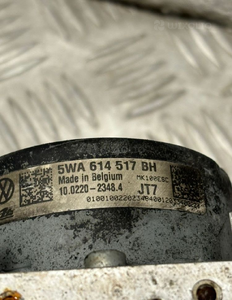 5WA 614 517 BH
Made in Belgium MK100ESC
10.0220-2348.4 JT7